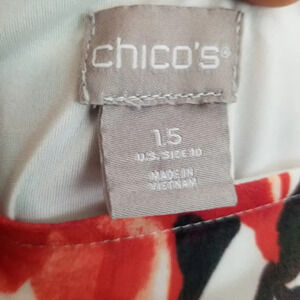 chico's®
1.5
U.S. SIZE 10
MADE IN
VIETNAM